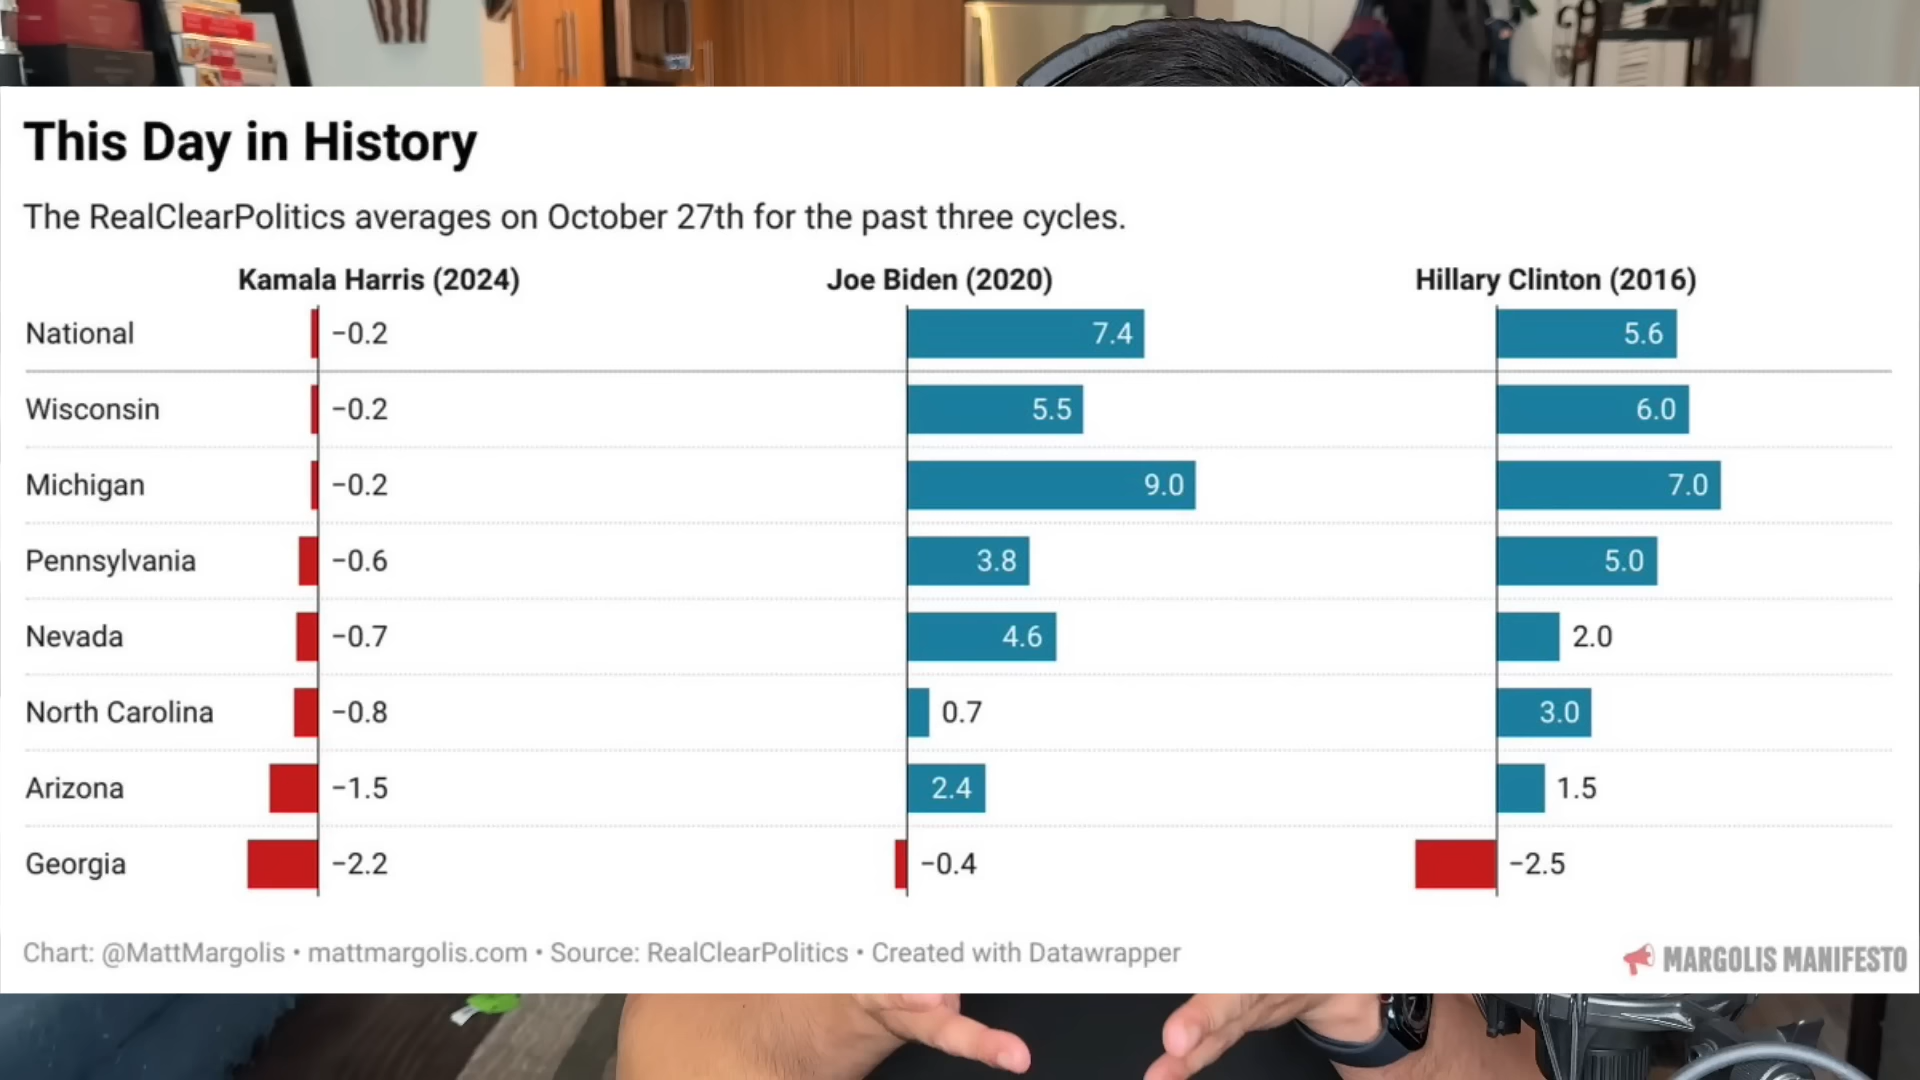 This Day in History
The RealClearPolitics averages on October 27th for the past three cycles.
Kamala Harris (2024) Joe Biden (2020) Hillary Clinton (2016)
National −0.2 7.4 5.6
Wisconsin −0.2 5.5 6.0
Michigan −0.2 9.0 7.0
Pennsylvania −0.6 3.8 5.0
Nevada −0.7 4.6 2.0
North Carolina −0.8 0.7 3.0
Arizona −1.5 2.4 1.5
Georgia −2.2 −0.4 −2.5
Chart: @MattMargolis • mattmargolis.com • Source: RealClearPolitics • Created with Datawrapper
MARGOLIS MANIFESTO